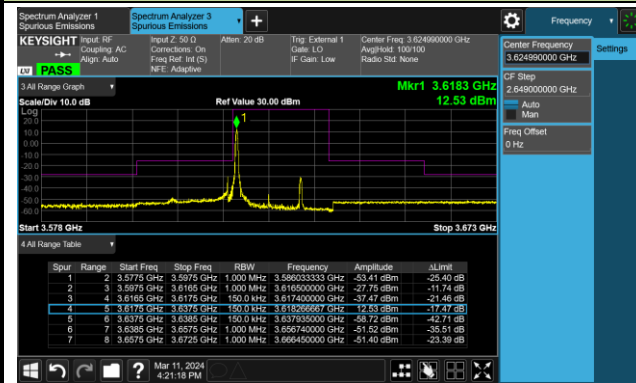 Spectrum Analyzer 1
Spurious Emissions
Spectrum Analyzer 3
Spurious Emissions
Frequency
KEYSIGHT
Input: RF
Coupling: AC
Align: Auto
Input Z: 50 Ω
Corrections: On
Freq Ref: Int (S)
NFE: Adaptive
Atten: 20 dB
Trig: External 1
Gate: LO
IF Gain: Low
Center Freq: 3.624990000 GHz
Avg|Hold: 100/100
Radio Std: None
LXI PASS
Center Frequency
3.624990000 GHz
Settings
CF Step
2.649000000 GHz
Auto
Man
Freq Offset
0 Hz
3 All Range Graph
Mkr1 3.6183 GHz
Scale/Div 10.0 dB
Ref Value 30.00 dBm
12.53 dBm
Log
20.0
10.0
0.00
-10.0
-20.0
-30.0
-40.0
-50.0
-60.0
1
Start 3.578 GHz
Stop 3.673 GHz
4 All Range Table
Spur Range Start Freq Stop Freq RBW Frequency Amplitude ΔLimit
1 2 3.5775 GHz 3.5975 GHz 1.000 MHz 3.586033333 GHz -53.41 dBm -25.40 dB
2 3 3.5975 GHz 3.6165 GHz 1.000 MHz 3.616500000 GHz -27.75 dBm -11.74 dB
3 4 3.6165 GHz 3.6175 GHz 150.0 kHz 3.617400000 GHz -37.47 dBm -21.46 dB
4 5 3.6175 GHz 3.6375 GHz 150.0 kHz 3.618266667 GHz 12.53 dBm -17.47 dB
5 6 3.6375 GHz 3.6385 GHz 150.0 kHz 3.637935000 GHz -58.72 dBm -42.71 dB
6 7 3.6385 GHz 3.6575 GHz 1.000 MHz 3.656740000 GHz -51.52 dBm -35.51 dB
7 8 3.6575 GHz 3.6725 GHz 1.000 MHz 3.666450000 GHz -51.40 dBm -23.39 dB
Mar 11, 2024
4:21:18 PM